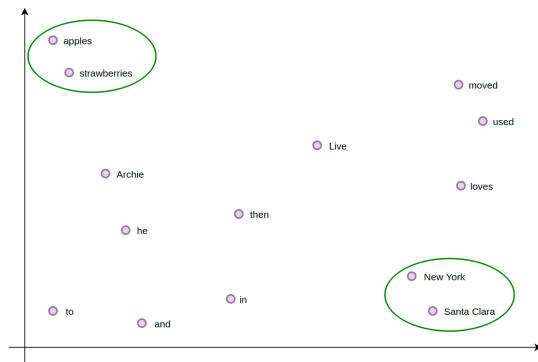 apples
strawberries
moved
used
Live
Archie
loves
then
he
New York
in
to
Santa Clara
and